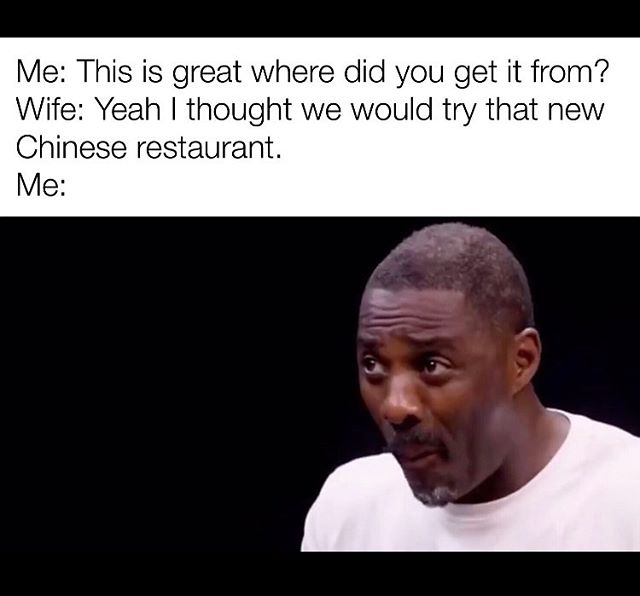 Me: This is great where did you get it from?
Wife: Yeah I thought we would try that new
Chinese restaurant.
Me: